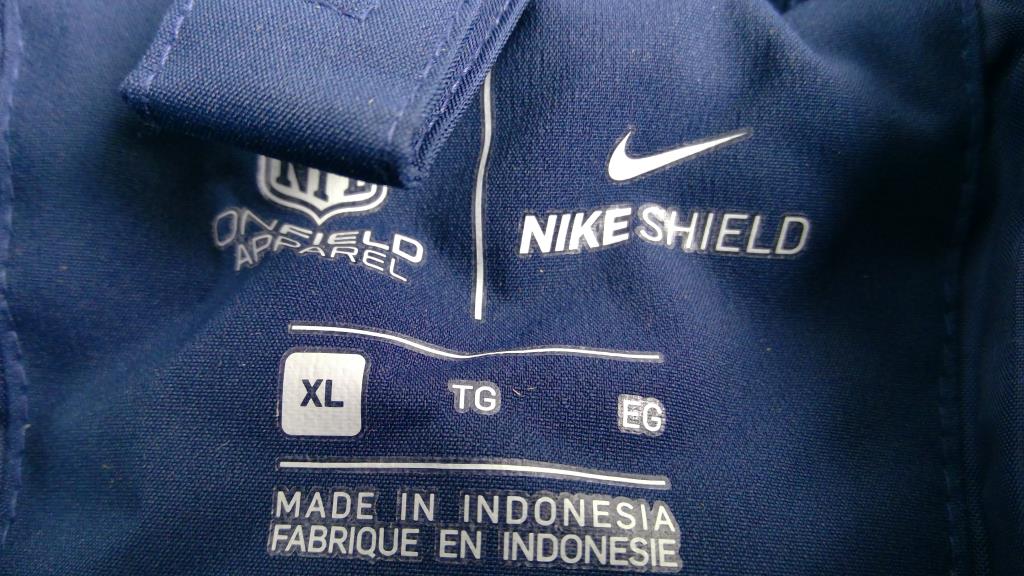 NFL
ONFIELD
APPAREL
NIKE SHIELD
XL TG EG
MADE IN INDONESIA
FABRIQUE EN INDONESIE